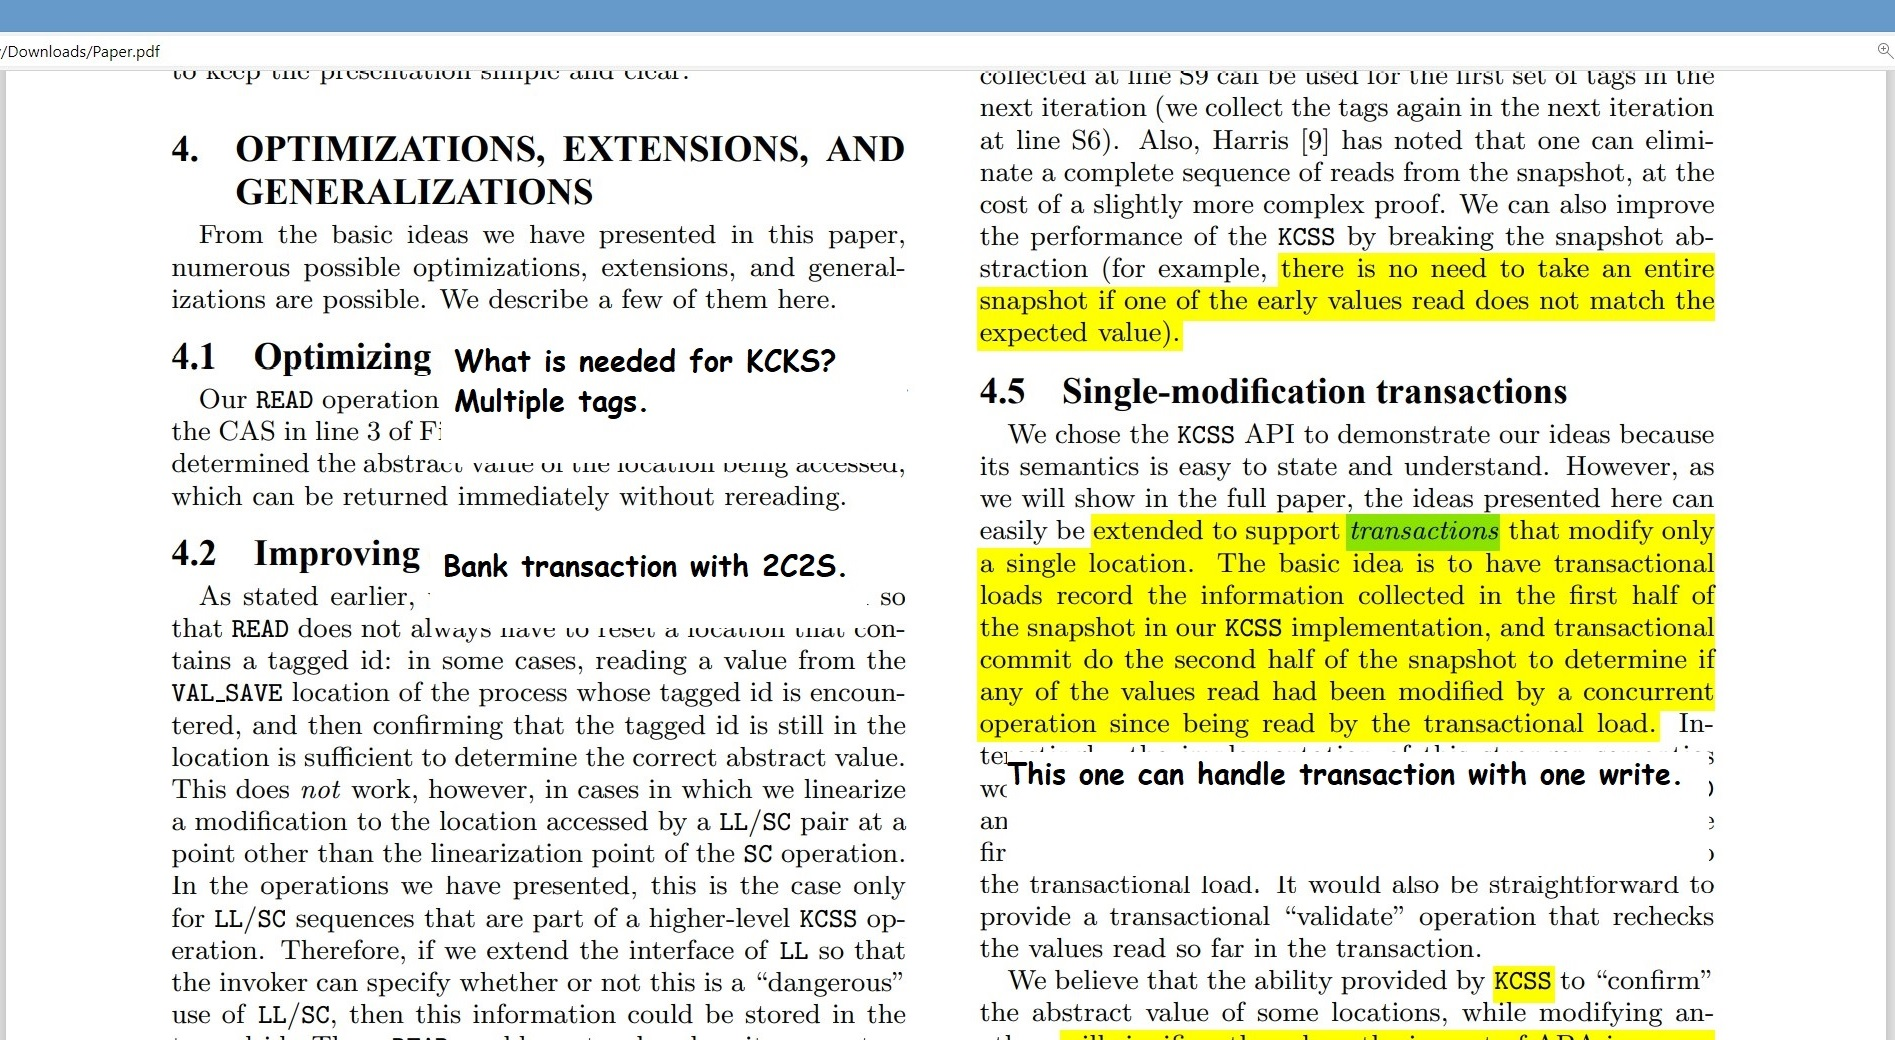 /Downloads/Paper.pdf
to keep the presentation simple and clear.
4. OPTIMIZATIONS, EXTENSIONS, AND
GENERALIZATIONS
From the basic ideas we have presented in this paper,
numerous possible optimizations, extensions, and general-
izations are possible. We describe a few of them here.
4.1 Optimizing
What is needed for KCKS?
Multiple tags.
Our READ operation
the CAS in line 3 of
determined the abstract value of the location being accessed,
which can be returned immediately without rereading.
4.2 Improving
Bank transaction with 2C2S.
As stated earlier, so
that READ does not always have to reset a location that con-
tains a tagged id: in some cases, reading a value from the
VAL_SAVE location of the process whose tagged id is encoun-
tered, and then confirming that the tagged id is still in the
location is sufficient to determine the correct abstract value.
This does not work, however, in cases in which we linearize
a modification to the location accessed by a LL/SC pair at a
point other than the linearization point of the SC operation.
In the operations we have presented, this is the case only
for LL/SC sequences that are part of a higher-level KCSS op-
eration. Therefore, if we extend the interface of LL so that
the invoker can specify whether or not this is a “dangerous”
use of LL/SC, then this information could be stored in the
collected at line S9 can be used for the first set of tags in the
next iteration (we collect the tags again in the next iteration
at line S6). Also, Harris [9] has noted that one can elimi-
nate a complete sequence of reads from the snapshot, at the
cost of a slightly more complex proof. We can also improve
the performance of the KCSS by breaking the snapshot ab-
straction (for example, there is no need to take an entire
snapshot if one of the early values read does not match the
expected value).
4.5 Single-modification transactions
We chose the KCSS API to demonstrate our ideas because
its semantics is easy to state and understand. However, as
we will show in the full paper, the ideas presented here can
easily be extended to support transactions that modify only
a single location. The basic idea is to have transactional
loads record the information collected in the first half of
the snapshot in our KCSS implementation, and transactional
commit do the second half of the snapshot to determine if
any of the values read had been modified by a concurrent
operation since being read by the transactional load. In-
This one can handle transaction with one write.
the transactional load. It would also be straightforward to
provide a transactional “validate” operation that rechecks
the values read so far in the transaction.
We believe that the ability provided by KCSS to “confirm”
the abstract value of some locations, while modifying an-